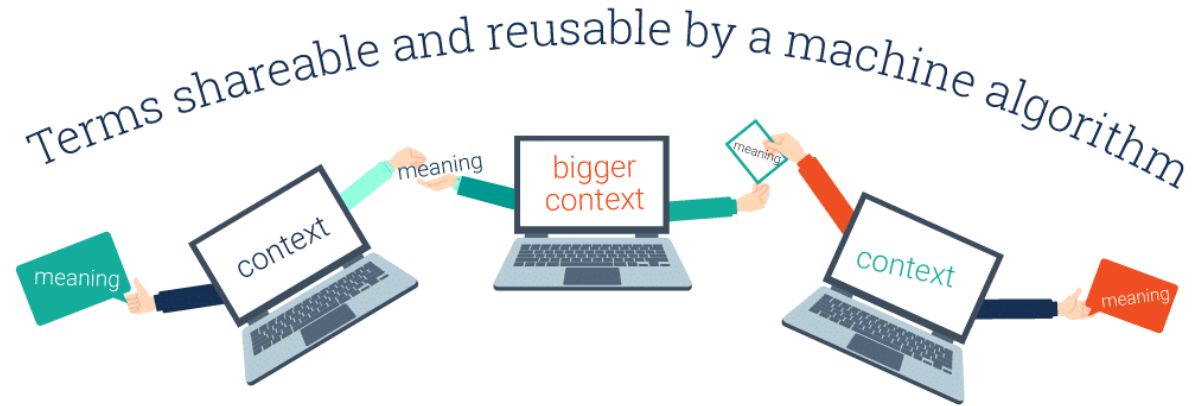 Terms shareable and reusable by a machine algorithm
meaning
context
meaning
bigger
context
meaning
context
meaning